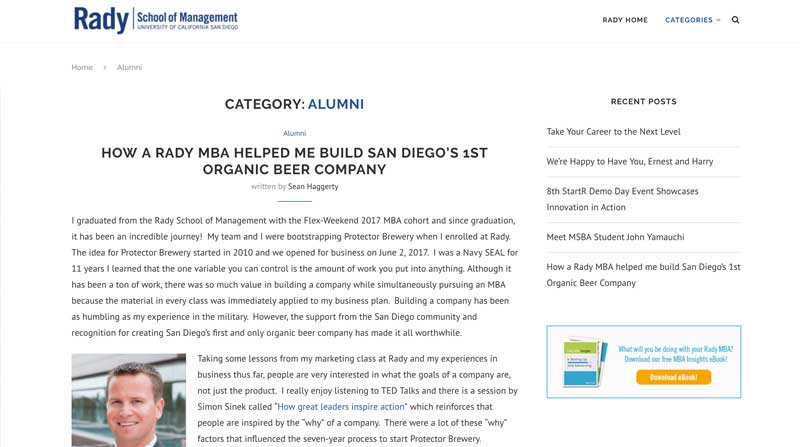 Rady School of Management
UNIVERSITY OF CALIFORNIA SAN DIEGO
RADY HOME
CATEGORIES
Home > Alumni
CATEGORY: ALUMNI
Alumni
HOW A RADY MBA HELPED ME BUILD SAN DIEGO'S 1ST
ORGANIC BEER COMPANY
written by Sean Haggerty
I graduated from the Rady School of Management with the Flex-Weekend 2017 MBA cohort and since graduation,
it has been an incredible journey! My team and I were bootstrapping Protector Brewery when I enrolled at Rady.
The idea for Protector Brewery started in 2010 and we opened for business on June 2, 2017. I was a Navy SEAL for
11 years I learned that the one variable you can control is the amount of work you put into anything. Although it
has been a ton of work, there was so much value in building a company while simultaneously pursuing an MBA
because the material in every class was immediately applied to my business plan. Building a company has been
as humbling as my experience in the military. However, the support from the San Diego community and
recognition for creating San Diego's first and only organic beer company has made it all worthwhile.
Taking some lessons from my marketing class at Rady and my experiences in
business thus far, people are very interested in what the goals of a company are,
not just the product. I really enjoy listening to TED Talks and there is a session by
Simon Sinek called "How great leaders inspire action" which reinforces that
people are inspired by the "why" of a company. There were a lot of these "why"
factors that influenced the seven-year process to start Protector Brewery.
RECENT POSTS
Take Your Career to the Next Level
We're Happy to Have You, Ernest and Harry
8th StartR Demo Day Event Showcases
Innovation in Action
Meet MSBA Student John Yamauchi
How a Rady MBA helped me build San Diego's 1st
Organic Beer Company
What will you be doing with your Rady MBA?
Download our free MBA Insights eBook!
Download eBook!